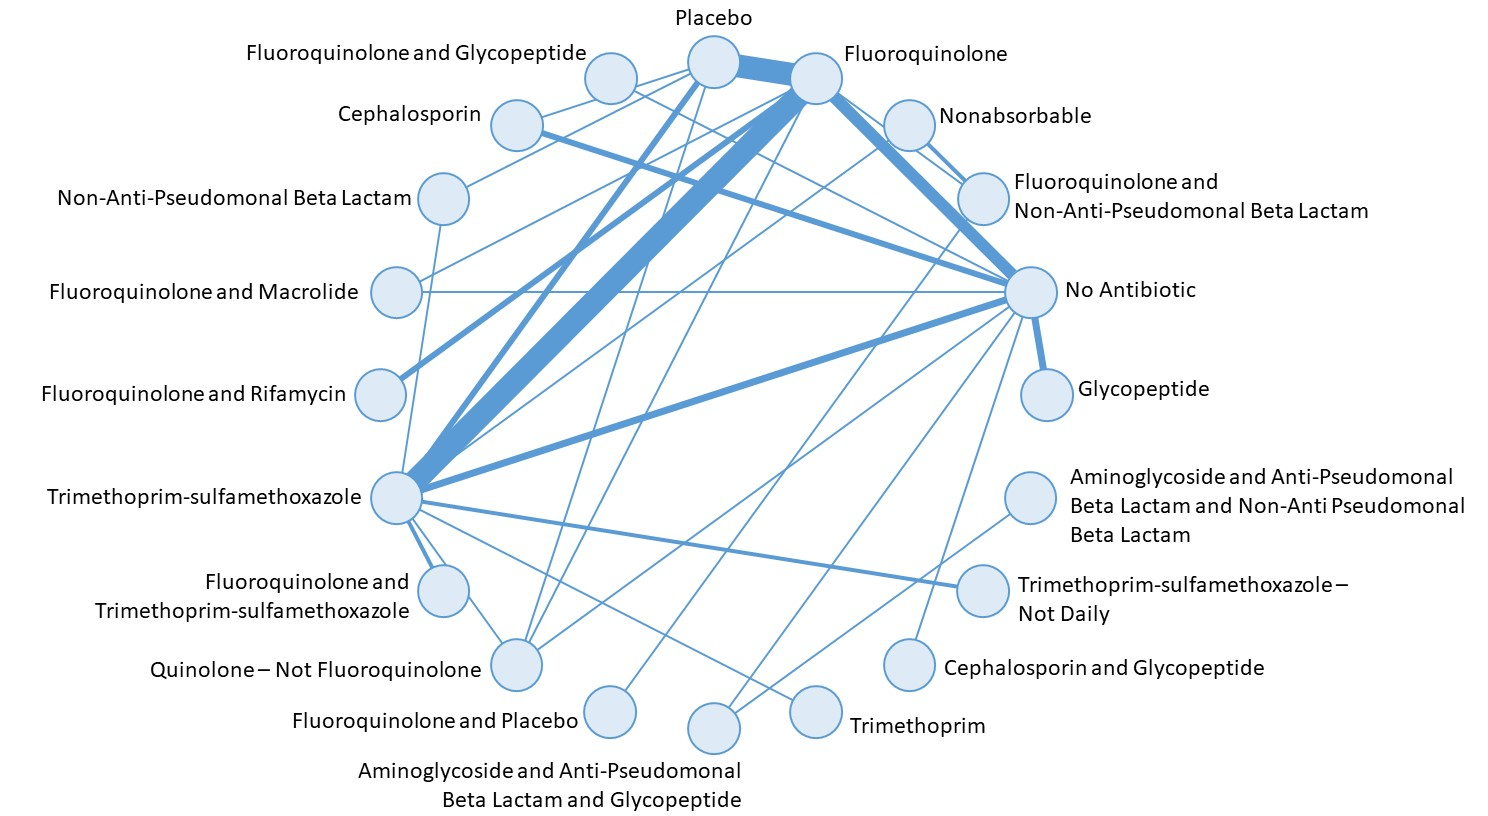 Placebo
Fluoroquinolone and Glycopeptide
Fluoroquinolone
Cephalosporin
Nonabsorbable
Non-Anti-Pseudomonal Beta Lactam
Fluoroquinolone and
Non-Anti-Pseudomonal Beta Lactam
Fluoroquinolone and Macrolide
No Antibiotic
Fluoroquinolone and Rifamycin
Glycopeptide
Trimethoprim-sulfamethoxazole
Aminoglycoside and Anti-Pseudomonal
Beta Lactam and Non-Anti Pseudomonal
Beta Lactam
Fluoroquinolone and
Trimethoprim-sulfamethoxazole
Trimethoprim-sulfamethoxazole –
Not Daily
Quinolone – Not Fluoroquinolone
Cephalosporin and Glycopeptide
Fluoroquinolone and Placebo
Trimethoprim
Aminoglycoside and Anti-Pseudomonal
Beta Lactam and Glycopeptide